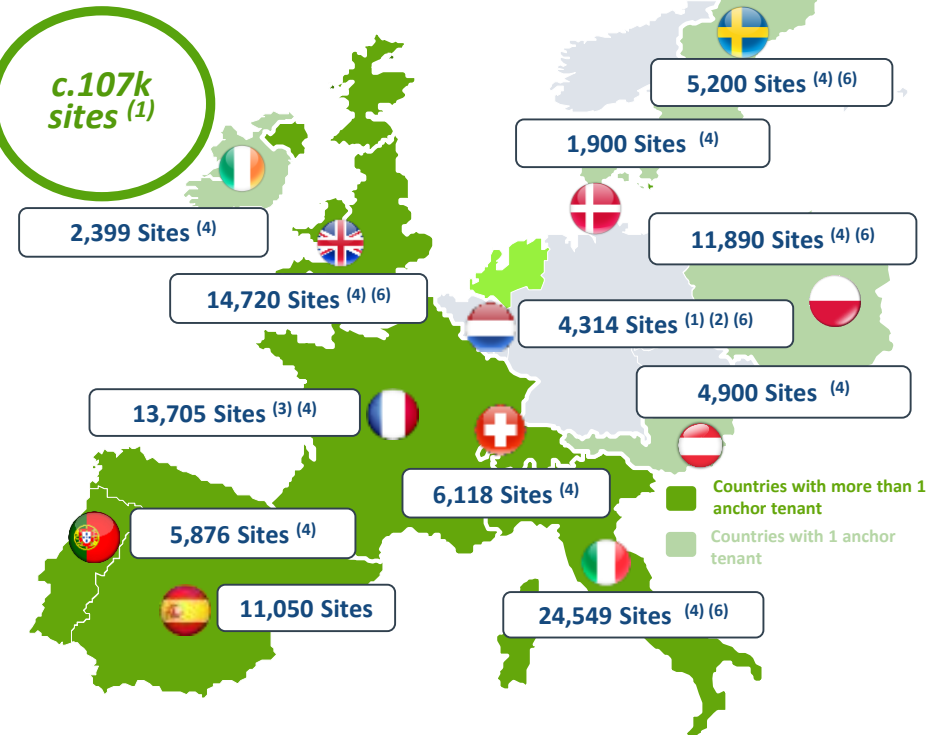 c.107k
sites (1)
5,200 Sites (4) (6)
1,900 Sites (4)
2,399 Sites (4)
11,890 Sites (4) (6)
14,720 Sites (4) (6)
4,314 Sites (1) (2) (6)
4,900 Sites (4)
13,705 Sites (3) (4)
6,118 Sites (4)
Countries with more than 1
anchor tenant
Countries with 1 anchor
tenant
5,876 Sites (4)
11,050 Sites
24,549 Sites (4) (6)